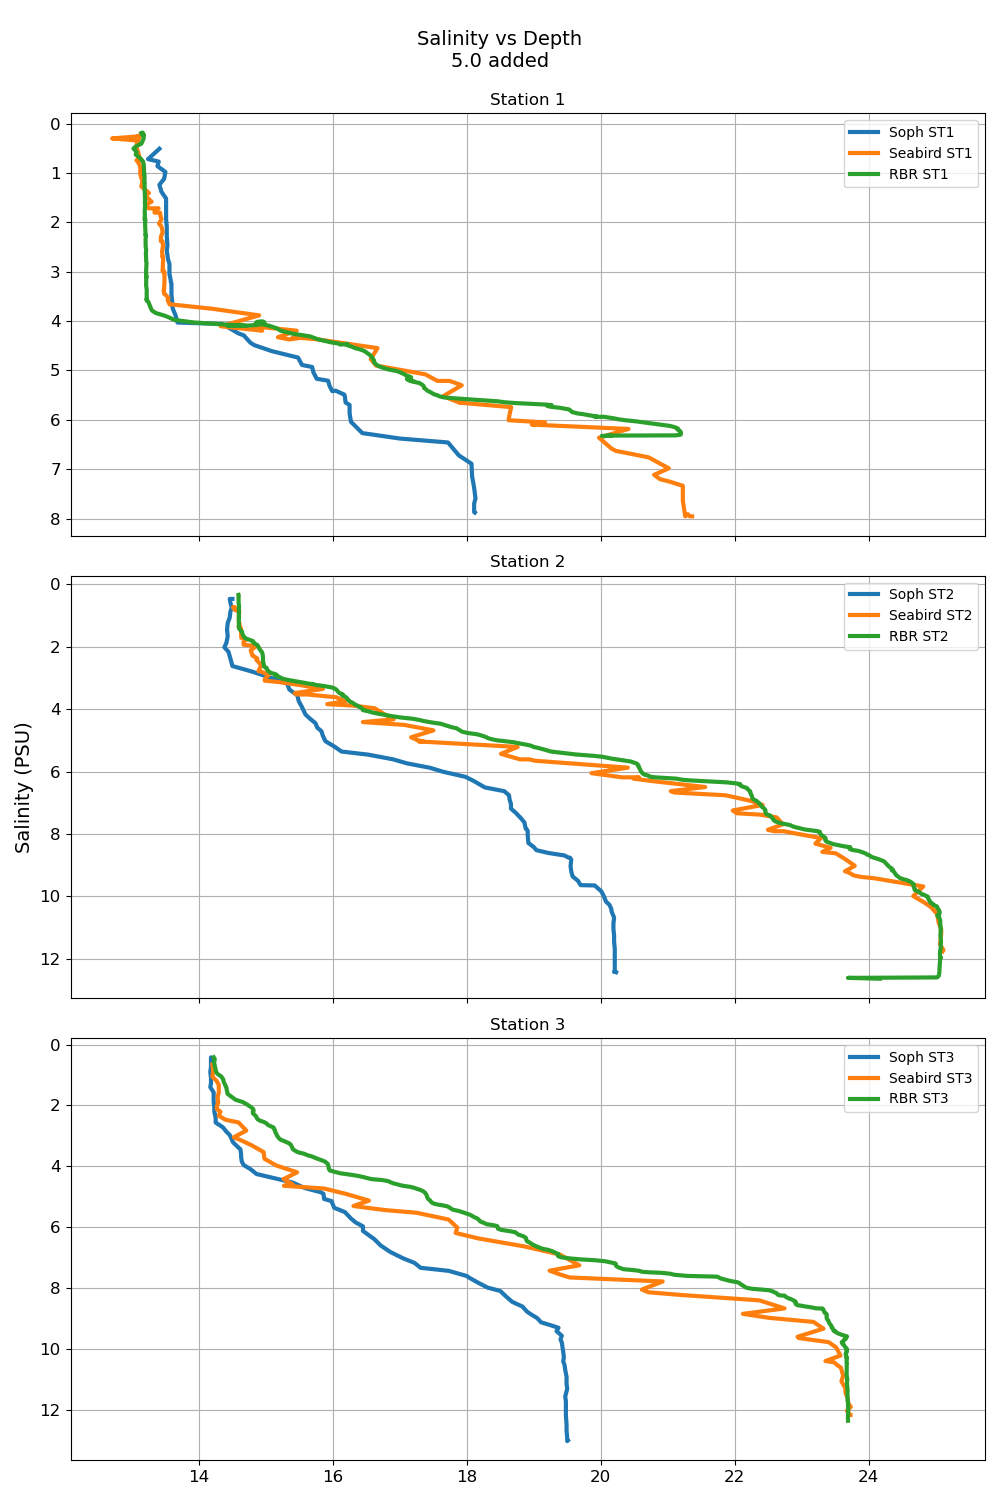 Salinity vs Depth
5.0 added
Station 1
0
1
2
3
4
5
6
7
8
Soph ST1
Seabird ST1
RBR ST1
Station 2
0
2
4
6
8
10
12
Soph ST2
Seabird ST2
RBR ST2
Salinity (PSU)
Station 3
0
2
4
6
8
10
12
Soph ST3
Seabird ST3
RBR ST3
14 16 18 20 22 24